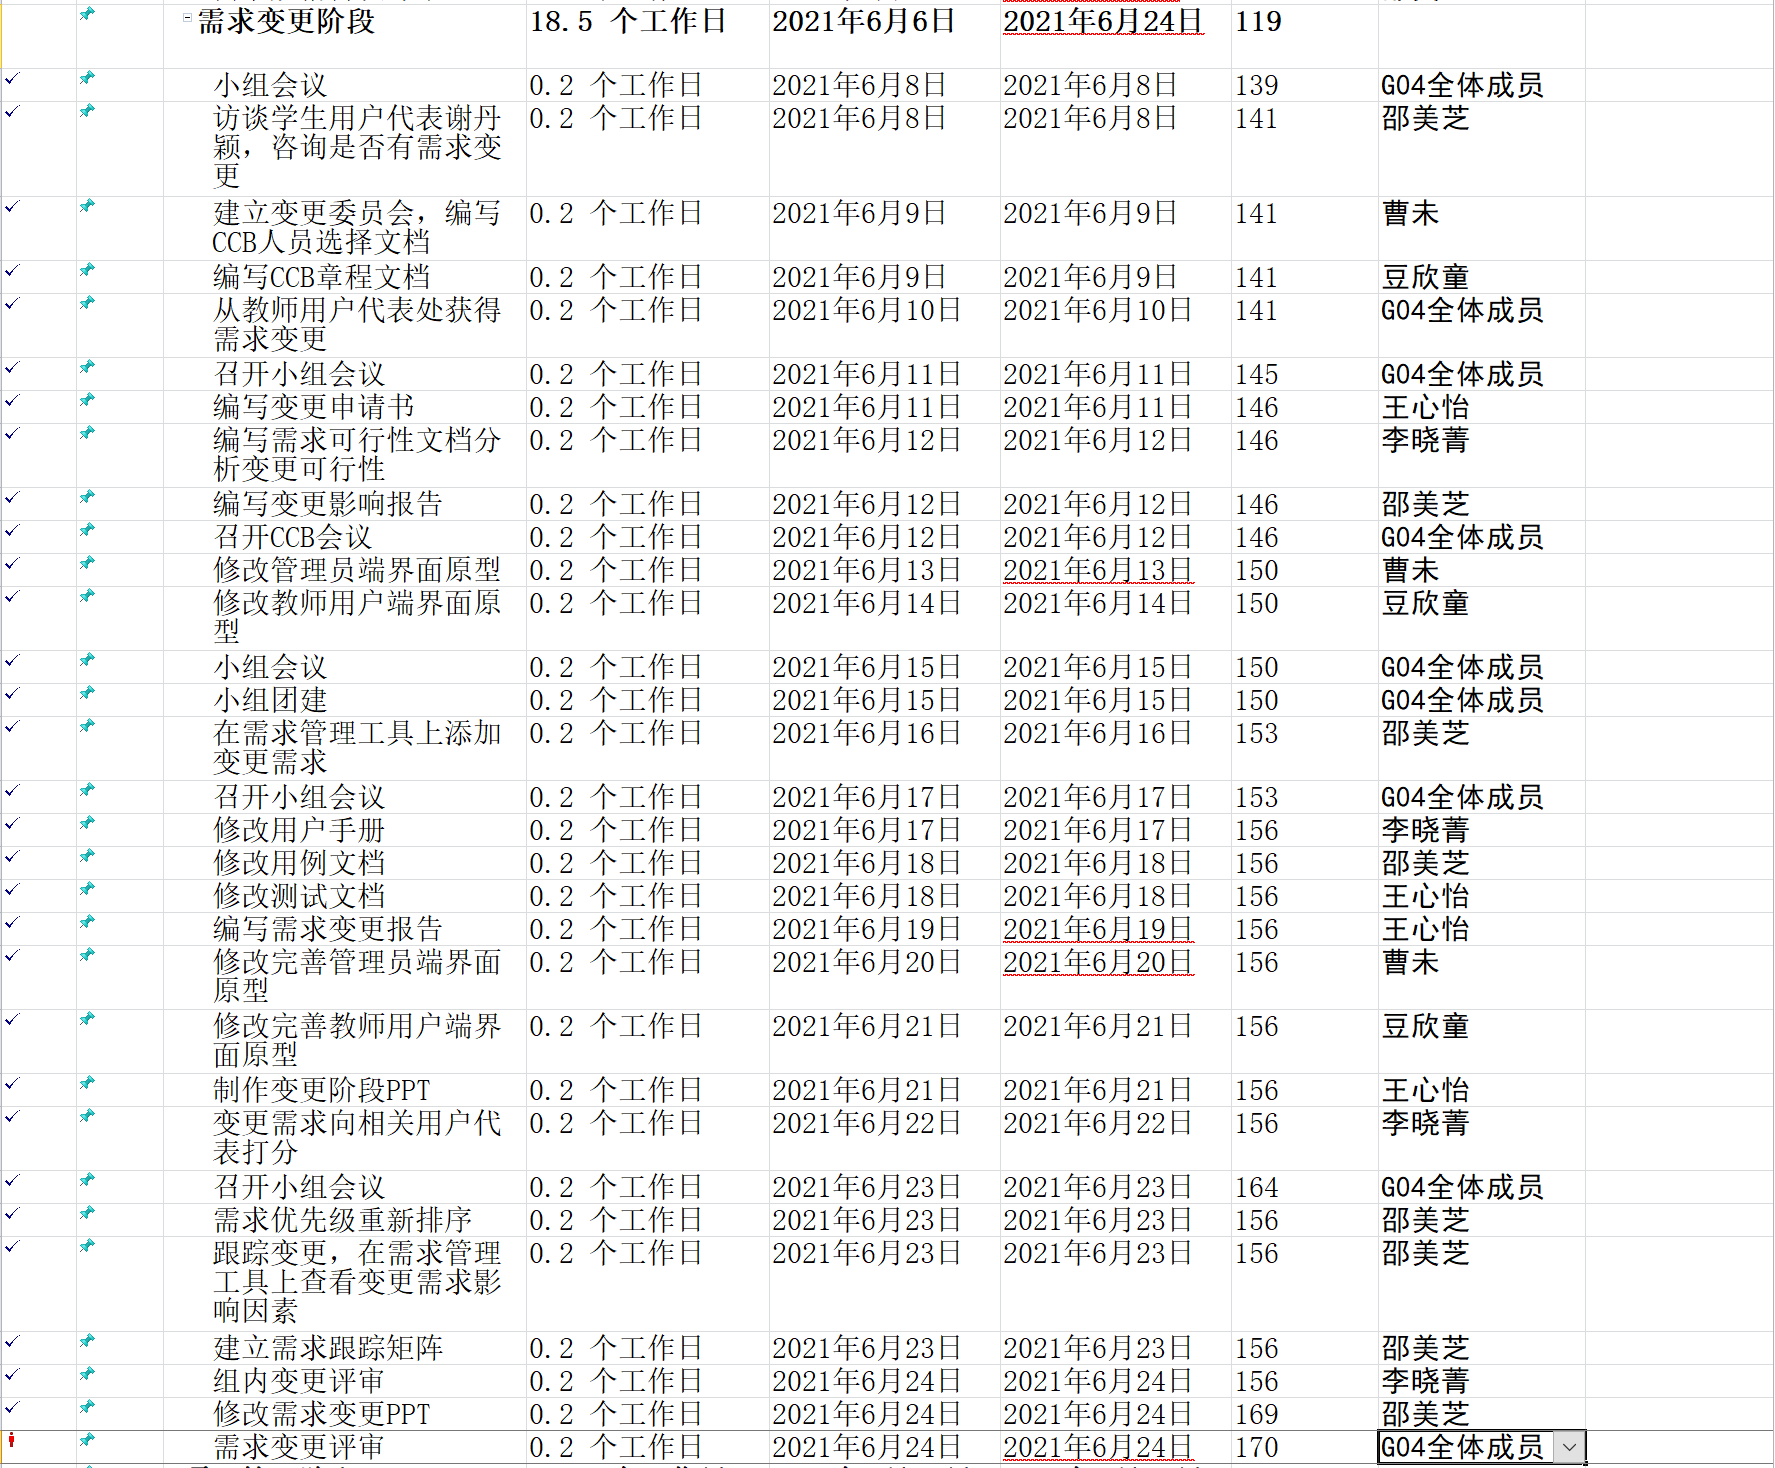 需求变更阶段 18.5 个工作日 2021年6月6日 2021年6月24日 119
小组会议 0.2 个工作日 2021年6月8日 2021年6月8日 139 G04全体成员
访谈学生用户代表谢丹 0.2 个工作日 2021年6月8日 2021年6月8日 141 邵美芝
颖，咨询是否有需求变
更
建立变更委员会，编写 0.2 个工作日 2021年6月9日 2021年6月9日 141 曹未
CCB人员选择文档
编写CCB章程文档 0.2 个工作日 2021年6月9日 2021年6月9日 141 豆欣童
从教师用户代表处获得 0.2 个工作日 2021年6月10日 2021年6月10日 141 G04全体成员
需求变更
召开小组会议 0.2 个工作日 2021年6月11日 2021年6月11日 145 G04全体成员
编写变更申请书 0.2 个工作日 2021年6月11日 2021年6月11日 146 王心怡
编写需求可行性文档分 0.2 个工作日 2021年6月12日 2021年6月12日 146 李晓菁
析变更可行性
编写变更影响报告 0.2 个工作日 2021年6月12日 2021年6月12日 146 邵美芝
召开CCB会议 0.2 个工作日 2021年6月12日 2021年6月12日 146 G04全体成员
修改管理员端界面原型 0.2 个工作日 2021年6月13日 2021年6月13日 150 曹未
修改教师用户端界面原 0.2 个工作日 2021年6月14日 2021年6月14日 150 豆欣童
型
小组会议 0.2 个工作日 2021年6月15日 2021年6月15日 150 G04全体成员
小组团建 0.2 个工作日 2021年6月15日 2021年6月15日 150 G04全体成员
在需求管理工具上添加 0.2 个工作日 2021年6月16日 2021年6月16日 153 邵美芝
变更需求
召开小组会议 0.2 个工作日 2021年6月17日 2021年6月17日 153 G04全体成员
修改用户手册 0.2 个工作日 2021年6月17日 2021年6月17日 156 李晓菁
修改用例文档 0.2 个工作日 2021年6月18日 2021年6月18日 156 邵美芝
修改测试文档 0.2 个工作日 2021年6月18日 2021年6月18日 156 王心怡
编写需求变更报告 0.2 个工作日 2021年6月19日 2021年6月19日 156 王心怡
修改完善管理员端界面 0.2 个工作日 2021年6月20日 2021年6月20日 156 曹未
原型
修改完善教师用户端界 0.2 个工作日 2021年6月21日 2021年6月21日 156 豆欣童
面原型
制作变更阶段PPT 0.2 个工作日 2021年6月21日 2021年6月21日 156 王心怡
变更需求向相关用户代 0.2 个工作日 2021年6月22日 2021年6月22日 156 李晓菁
表打分
召开小组会议 0.2 个工作日 2021年6月23日 2021年6月23日 164 G04全体成员
需求优先级重新排序 0.2 个工作日 2021年6月23日 2021年6月23日 156 邵美芝
跟踪变更，在需求管理 0.2 个工作日 2021年6月23日 2021年6月23日 156 邵美芝
工具上查看变更需求影
响因素
建立需求跟踪矩阵 0.2 个工作日 2021年6月23日 2021年6月23日 156 邵美芝
组内变更评审 0.2 个工作日 2021年6月24日 2021年6月24日 156 李晓菁
修改需求变更PPT 0.2 个工作日 2021年6月24日 2021年6月24日 169 邵美芝
需求变更评审 0.2 个工作日 2021年6月24日 2021年6月24日 170 G04全体成员